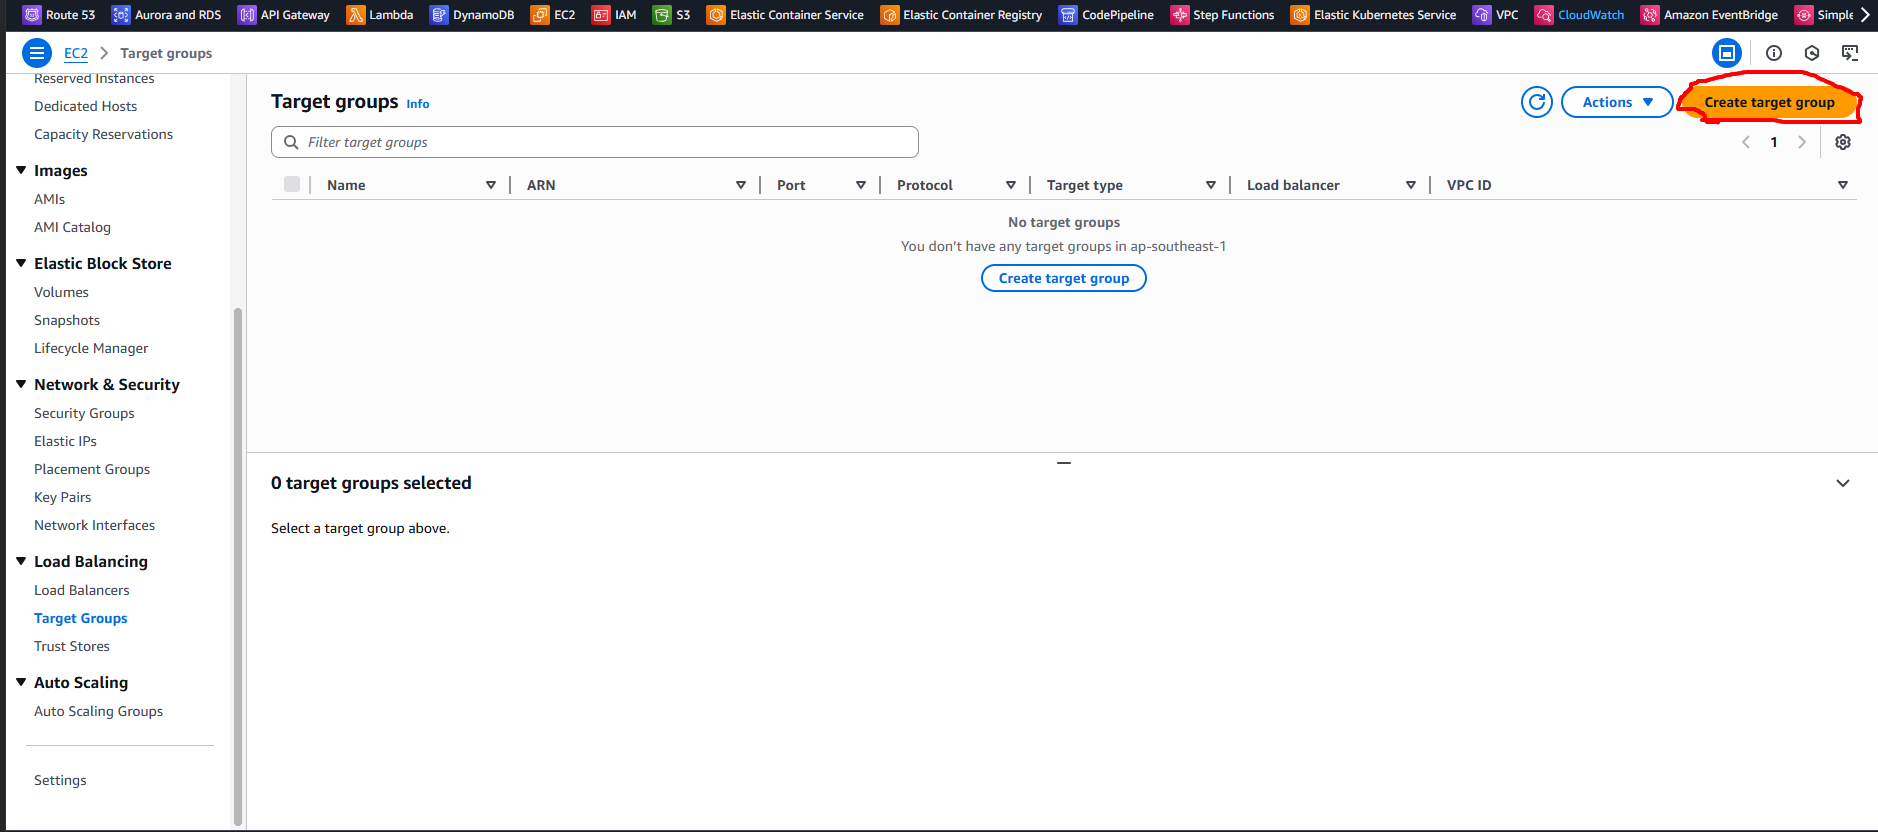 Route 53 Aurora and RDS API Gateway Lambda DynamoDB EC2 IAM S3 Elastic Container Service Elastic Container Registry CodePipeline Step Functions Elastic Kubernetes Service VPC CloudWatch Amazon EventBridge Simple
EC2 Target groups
Reserved Instances
Dedicated Hosts
Capacity Reservations
Images
AMIs
AMI Catalog
Elastic Block Store
Volumes
Snapshots
Lifecycle Manager
Network & Security
Security Groups
Elastic IPs
Placement Groups
Key Pairs
Network Interfaces
Load Balancing
Load Balancers
Target Groups
Trust Stores
Auto Scaling
Auto Scaling Groups
Settings
Target groups Info
Actions Create target group
Filter target groups
1
Name ARN Port Protocol Target type Load balancer VPC ID
No target groups
You don't have any target groups in ap-southeast-1
Create target group
0 target groups selected
Select a target group above.